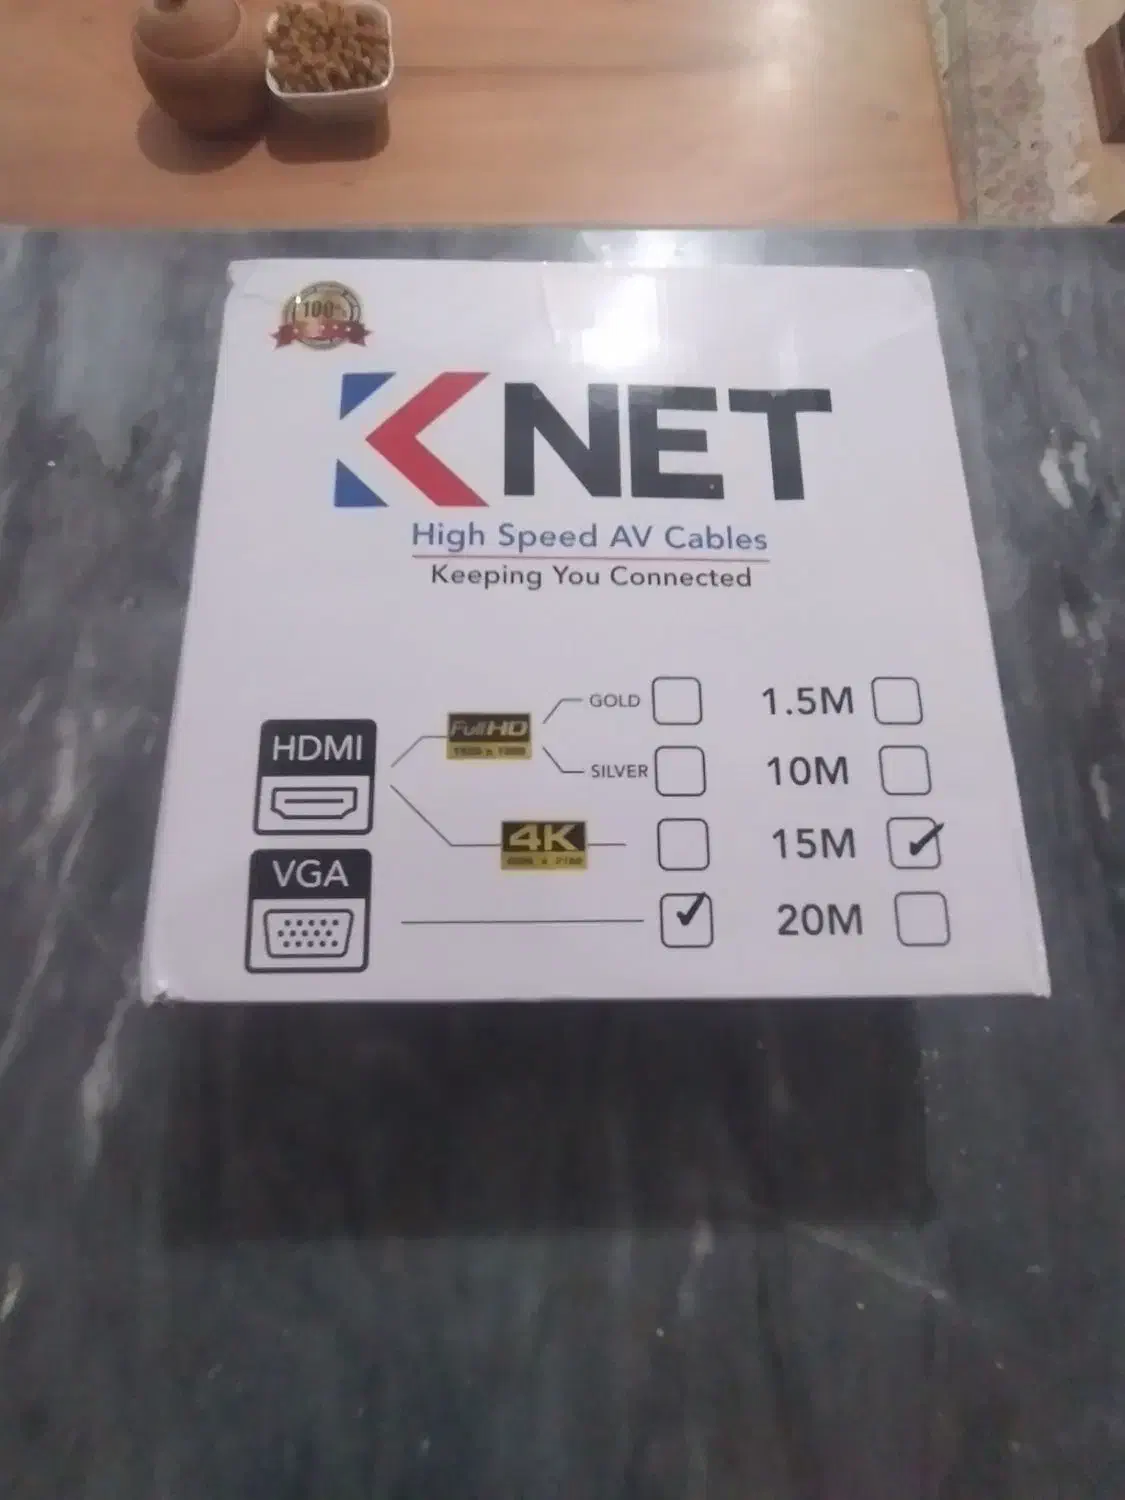 100%
KNET
High Speed AV Cables
Keeping You Connected
HDMI
Full HD
GOLD
SILVER
4K
VGA
1.5M
10M
15M
20M